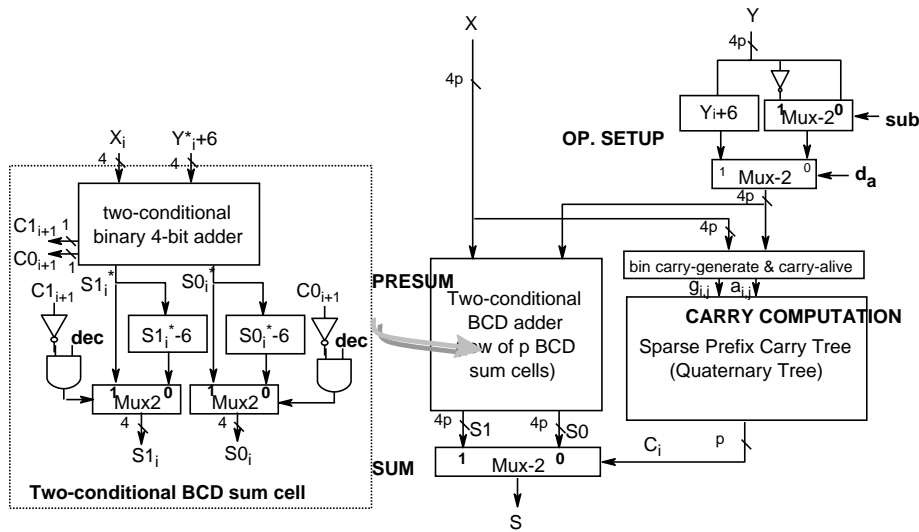 X
Y
4p
4p
Yi+6
1 0
Mux-2
sub
OP. SETUP
1 0
Mux-2
da
4p
4p
Xi
Y*i+6
4
4
two-conditional
binary 4-bit adder
C1i+1 1
C0i+1 1
S1i*
S0i*
C1i+1
C0i+1
dec
S1i*-6
S0i*-6
dec
1 0
Mux2
1 0
Mux2
4
4
S1i
S0i
Two-conditional BCD sum cell
PRESUM
Two-conditional
BCD adder
of p BCD
sum cells)
bin carry-generate & carry-alive
gi,j
ai,j
CARRY COMPUTATION
Sparse Prefix Carry Tree
(Quaternary Tree)
4p
S1
4p
S0
Ci
p
SUM
1 0
Mux-2
S